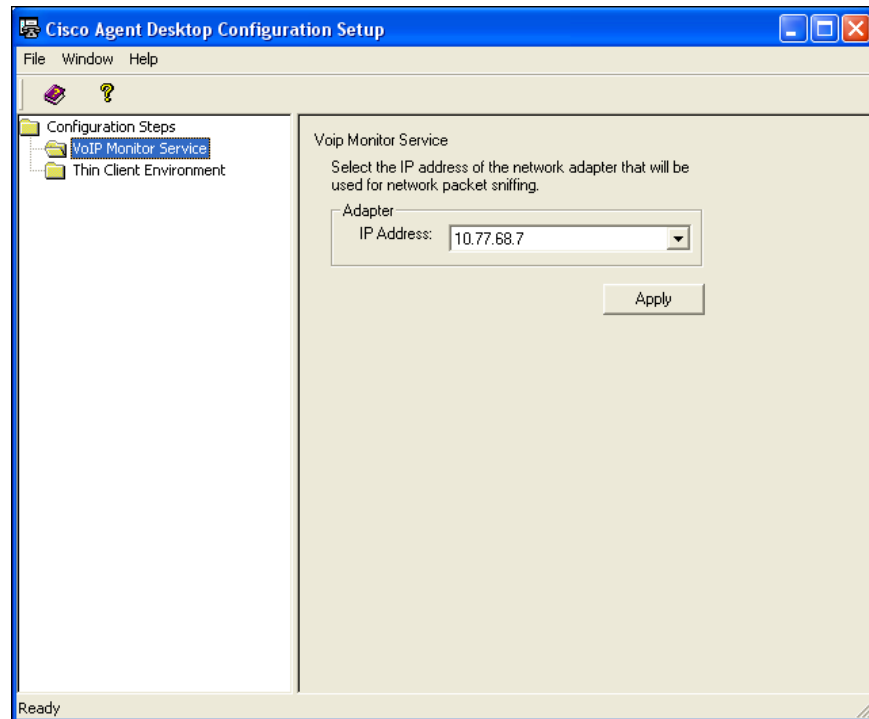 Cisco Agent Desktop Configuration Setup
File Window Help
Configuration Steps
VoIP Monitor Service
Thin Client Environment
Voip Monitor Service
Select the IP address of the network adapter that will be
used for network packet sniffing.
Adapter
IP Address: 10.77.68.7
Apply
Ready